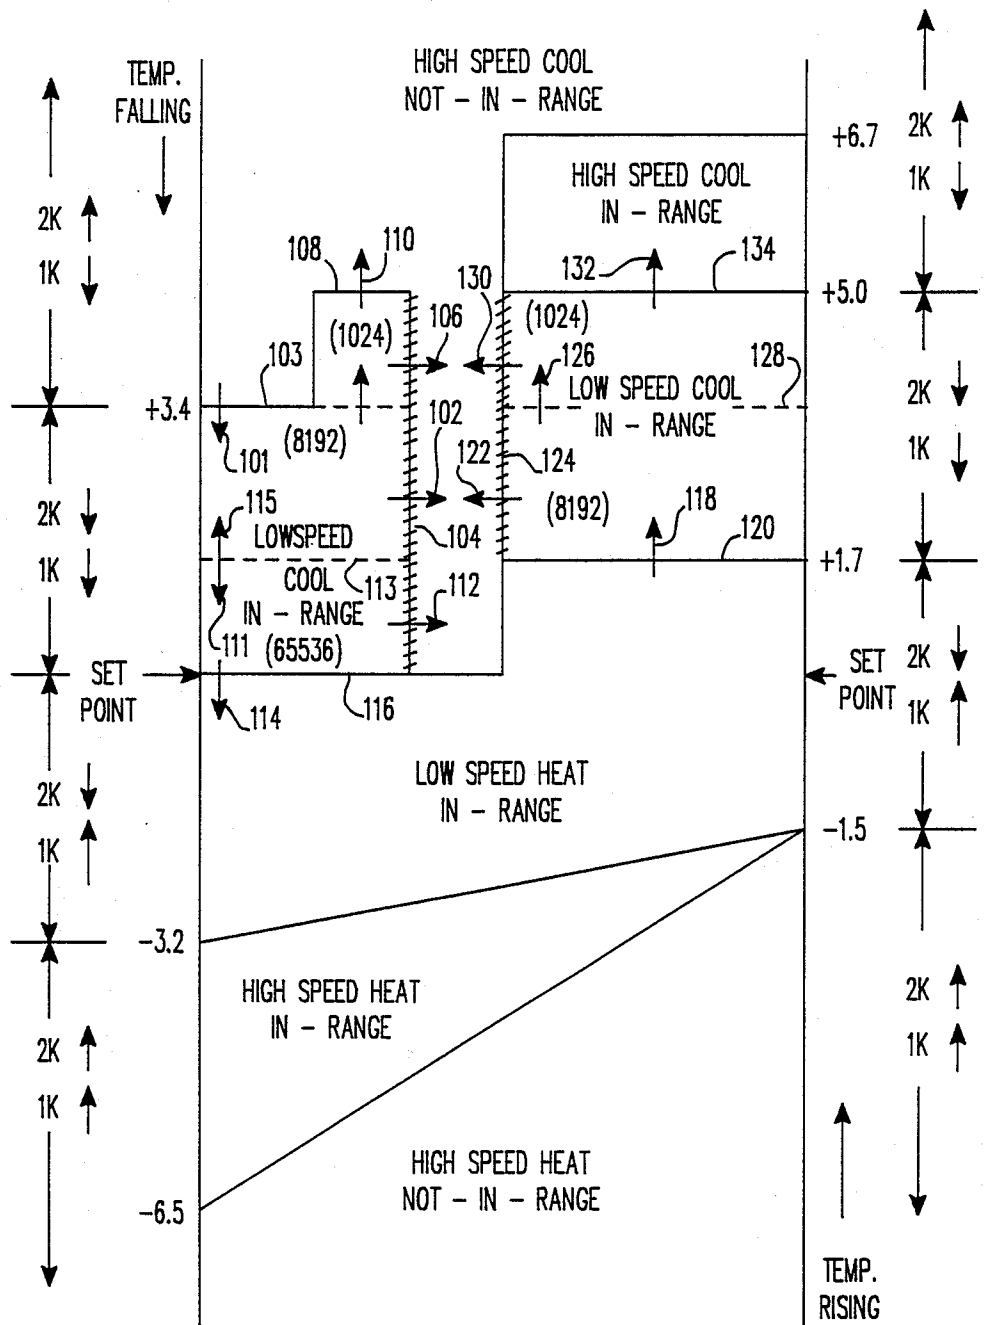 HIGH SPEED COOL
NOT - IN - RANGE
TEMP.
FALLING
+6.7
2K
1K
HIGH SPEED COOL
IN - RANGE
2K
1K
108
110
130
132
134
+5.0
(1024)
106
(1024)
126
128
103
LOW SPEED COOL
IN - RANGE
2K
1K
+3.4
(8192)
101
102
122
124
2K
1K
115
LOWSPEED
104
(8192)
118
120
COOL
IN - RANGE
113
112
+1.7
111
(65536)
SET
POINT
114
116
SET
POINT
2K
1K
LOW SPEED HEAT
IN - RANGE
2K
1K
-1.5
-3.2
HIGH SPEED HEAT
IN - RANGE
2K
1K
2K
1K
HIGH SPEED HEAT
NOT - IN - RANGE
-6.5
TEMP.
RISING